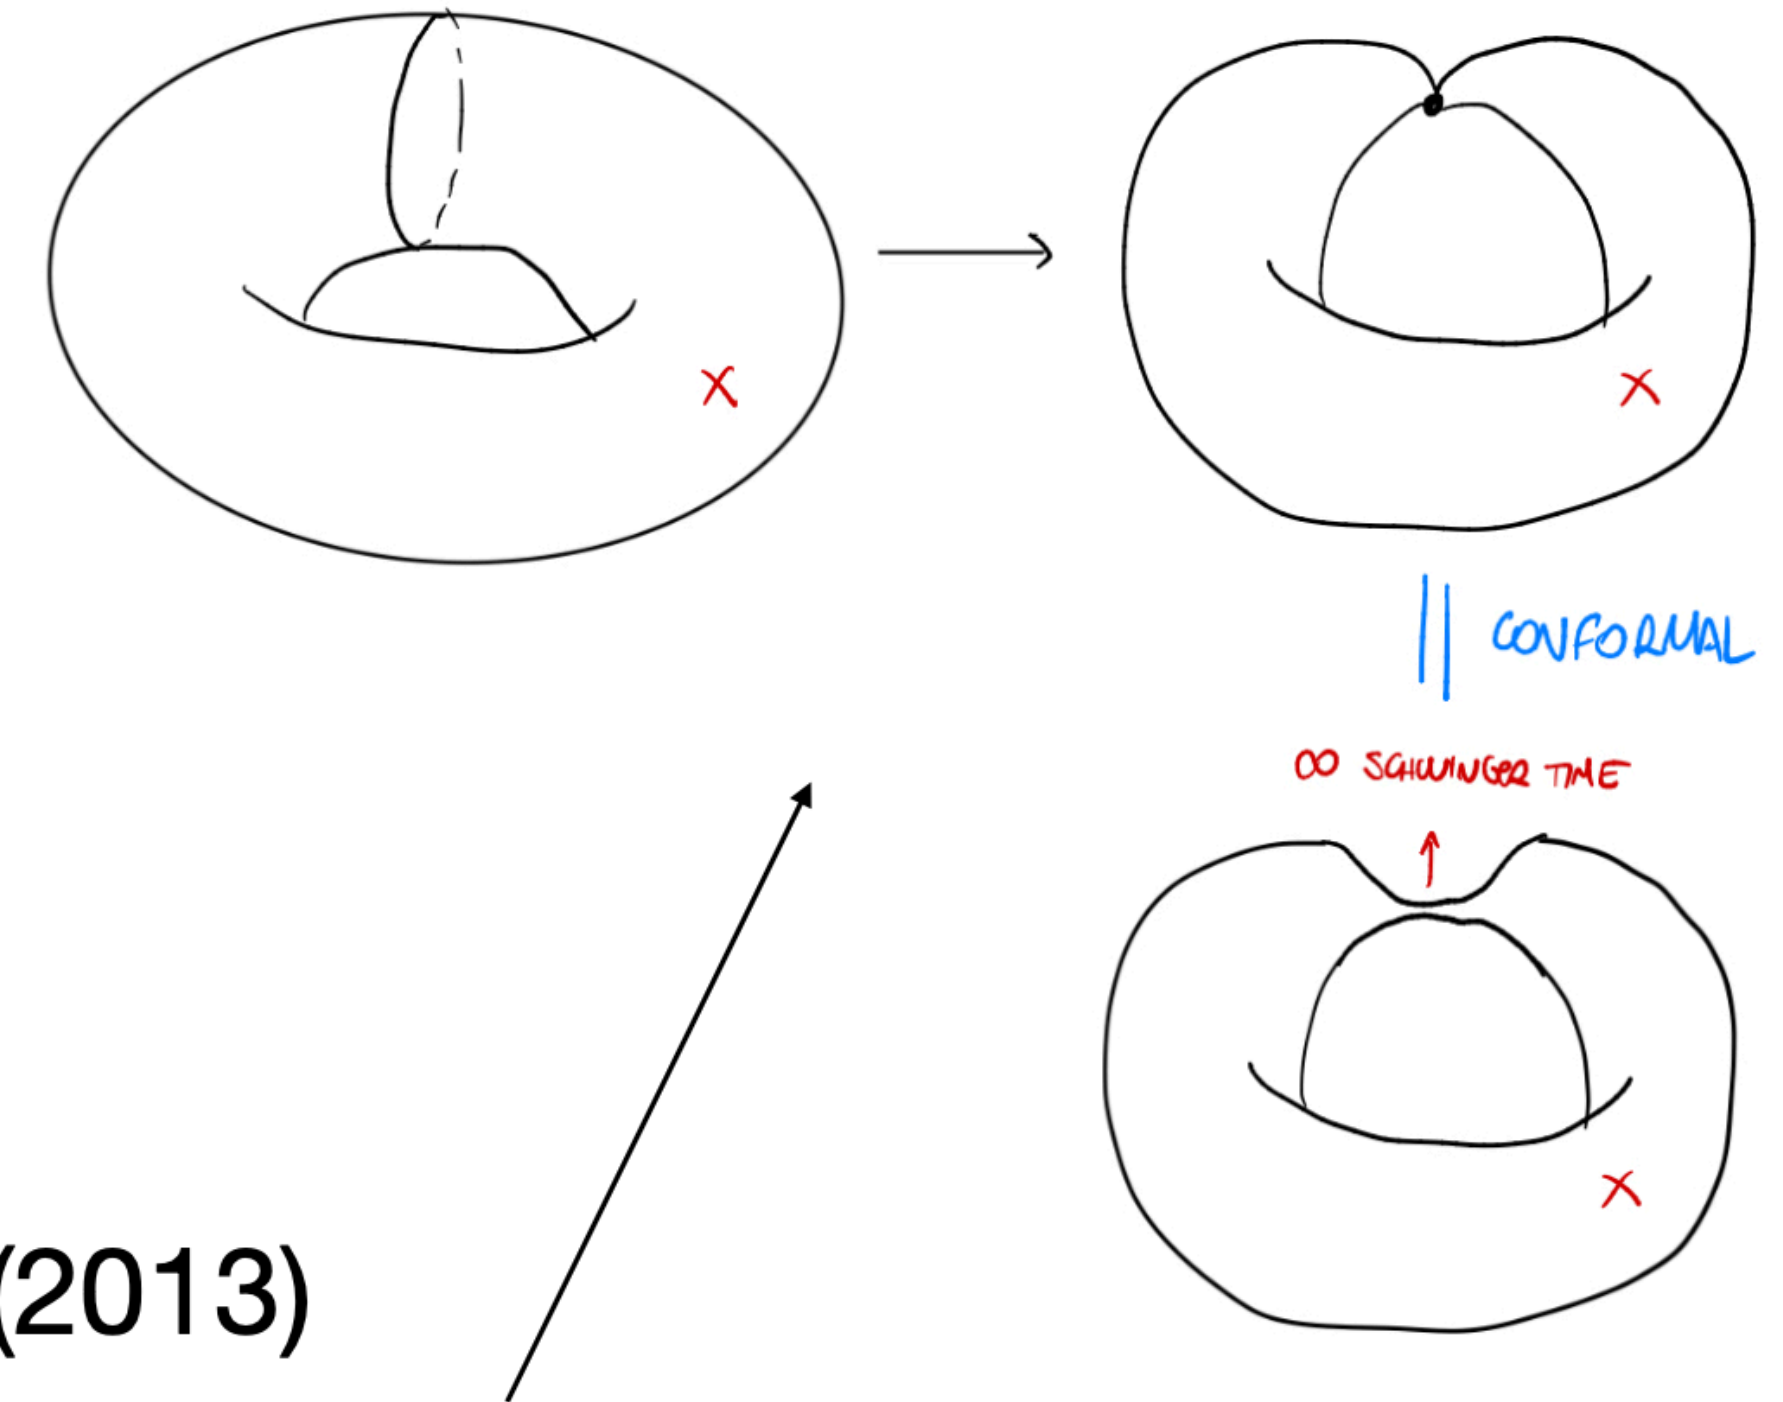 CONFORMAL
∞ SCHWINGER TIME
(2013)